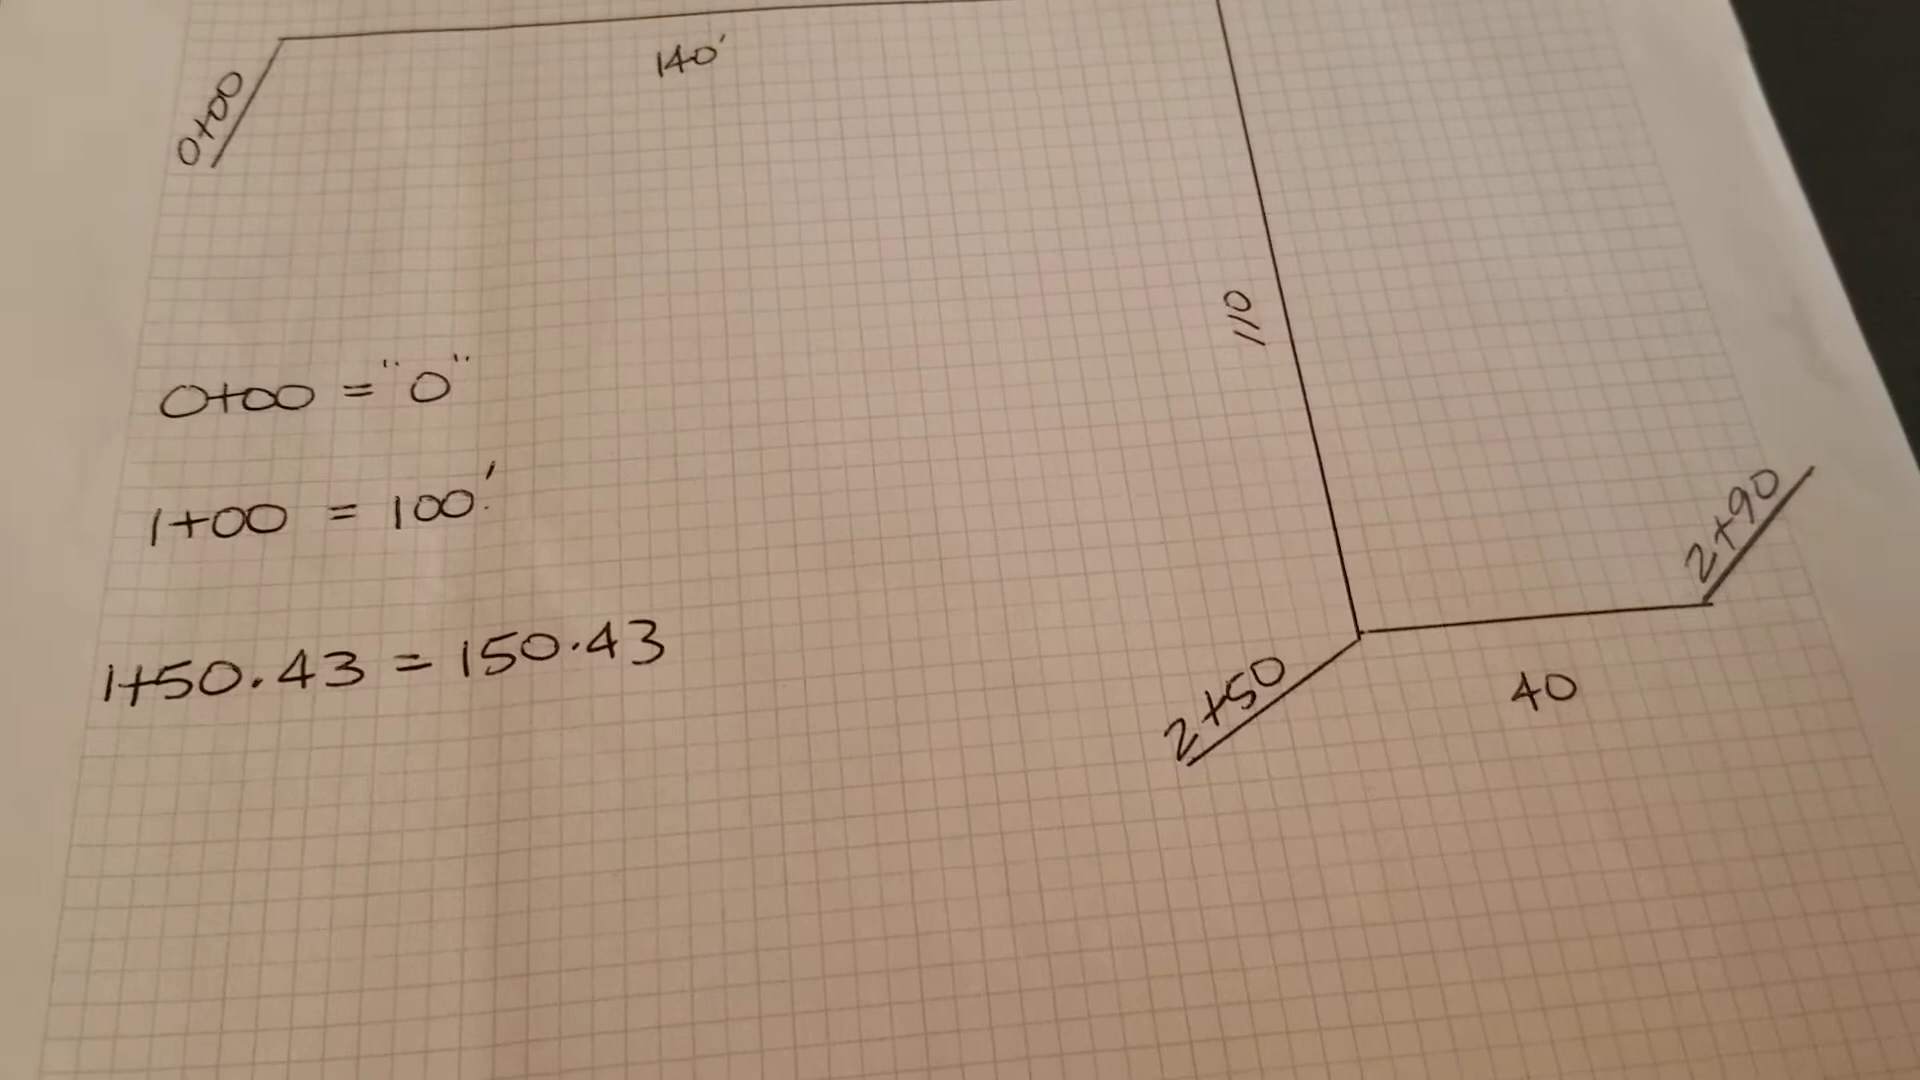 0+00
140'
110
0+00 = "0"
1+00 = 100'
1+50.43 = 150.43
2+90
2+50
40